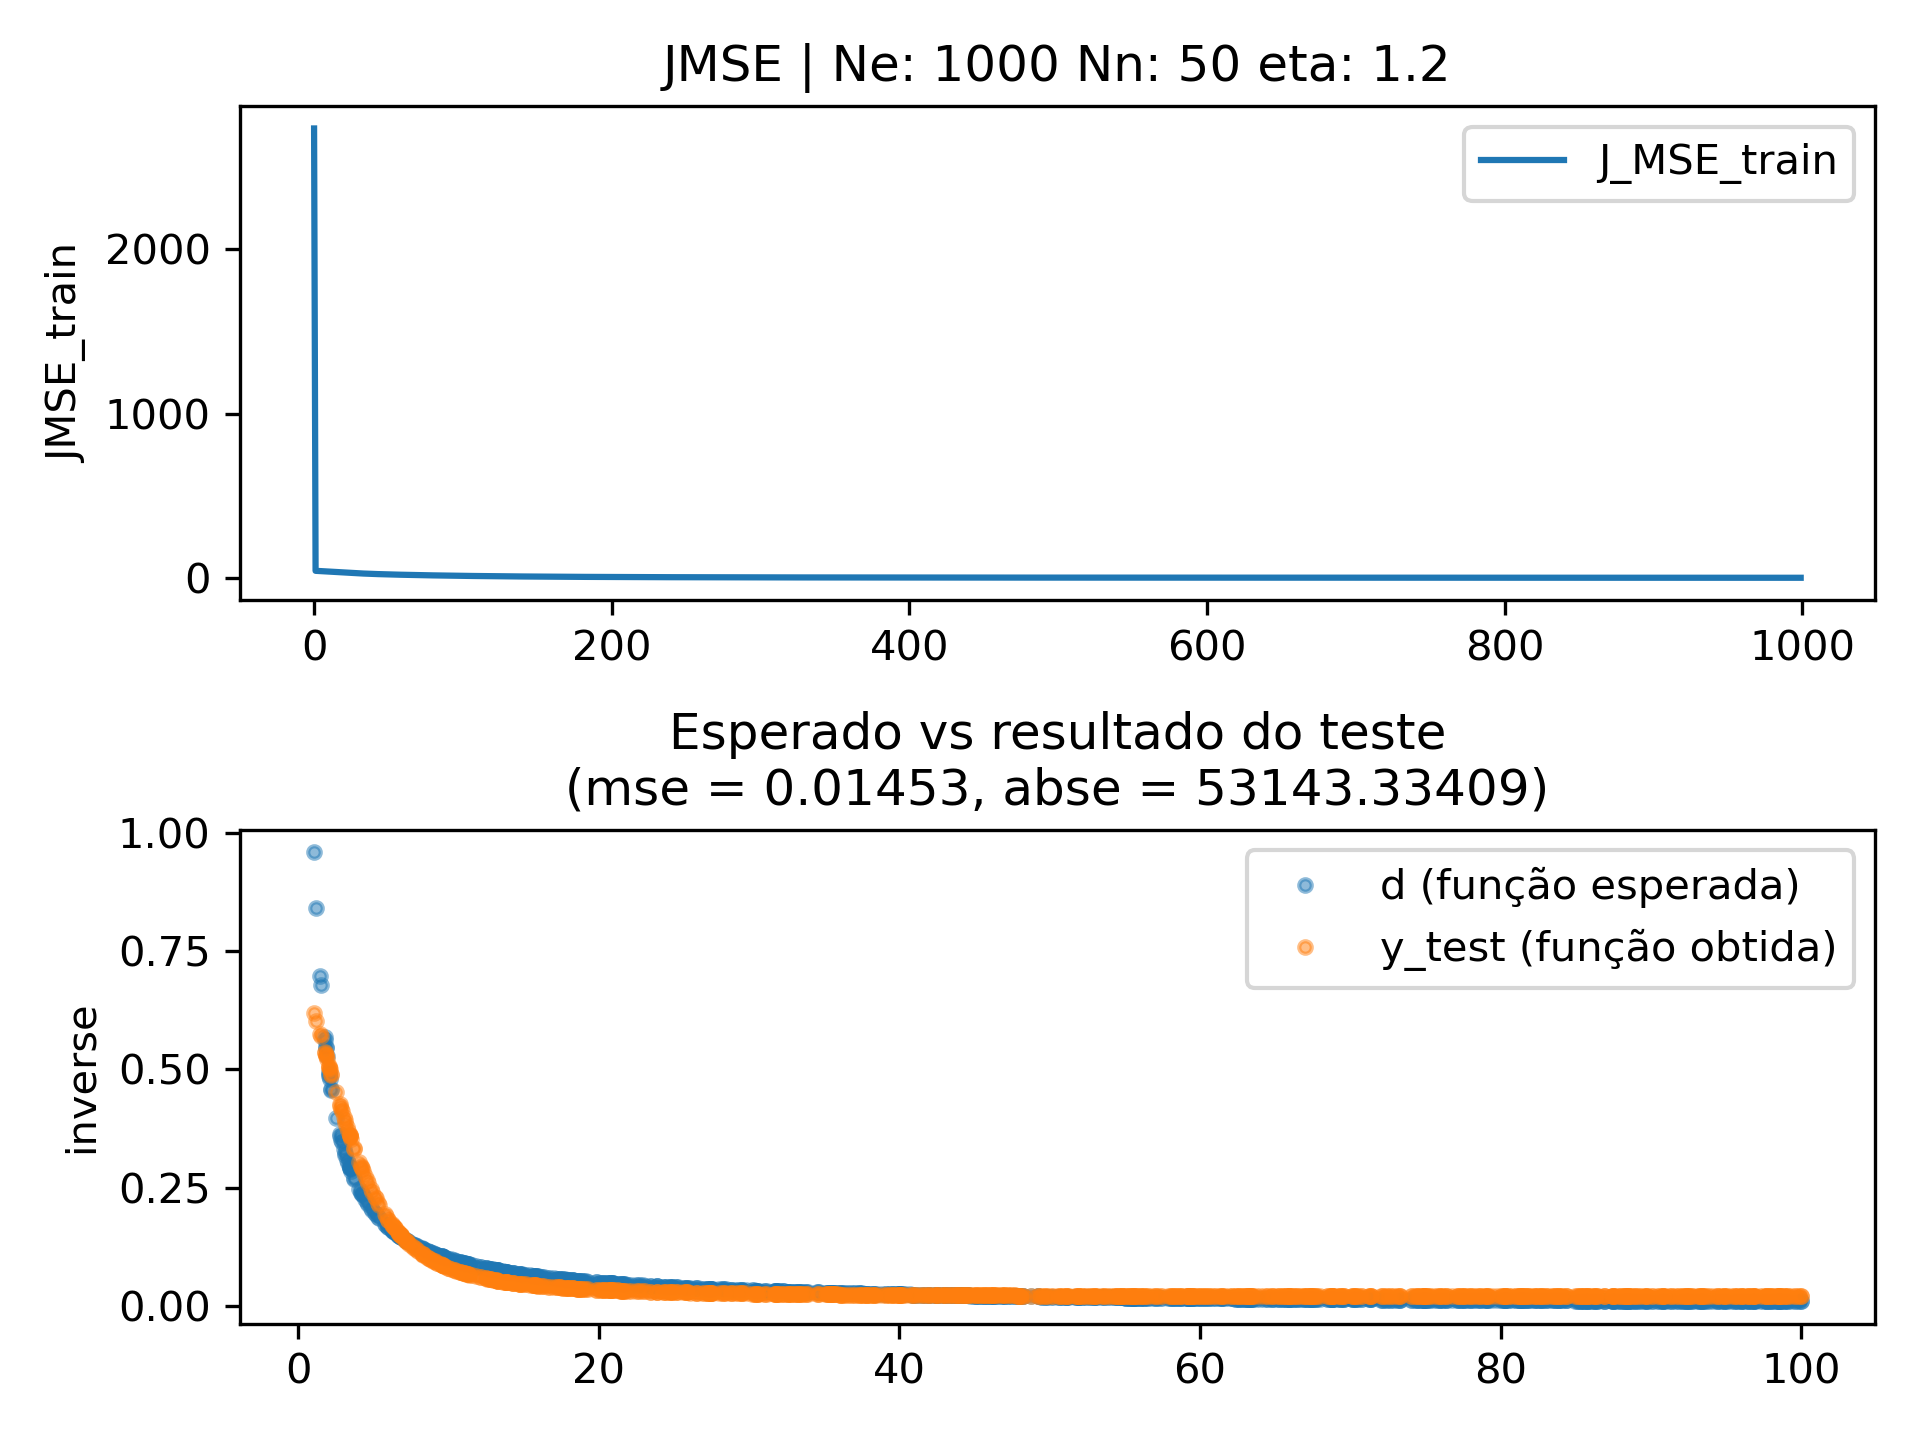 JMSE | Ne: 1000 Nn: 50 eta: 1.2
J_MSE_train
JMSE_train
2000
1000
0
0 200 400 600 800 1000
Esperado vs resultado do teste
(mse = 0.01453, abse = 53143.33409)
d (função esperada)
y_test (função obtida)
inverse
1.00
0.75
0.50
0.25
0.00
0 20 40 60 80 100